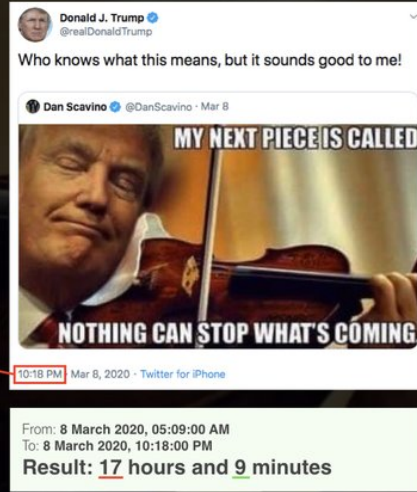 Donald J. Trump
@realDonaldTrump
Who knows what this means, but it sounds good to me!
Dan Scavino @DanScavino · Mar 8
MY NEXT PIECE IS CALLED
NOTHING CAN STOP WHAT'S COMING
10:18 PM · Mar 8, 2020 · Twitter for iPhone
From: 8 March 2020, 05:09:00 AM
To: 8 March 2020, 10:18:00 PM
Result: 17 hours and 9 minutes